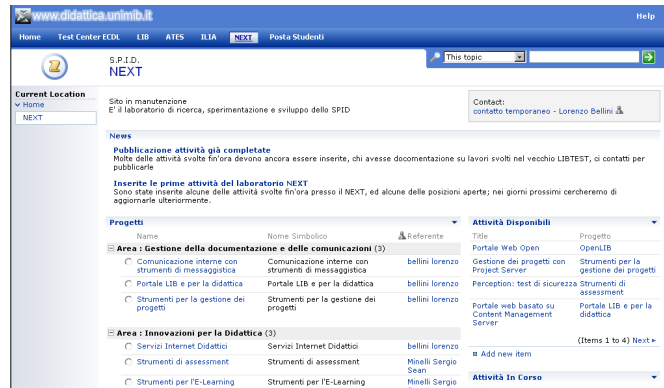 www.didattica.unimib.it
Help
Home Test Center ECDL LIB ATES ILIA NEXT Posta Studenti
S.P.I.D.
NEXT
This topic
Current Location
Home
NEXT
Sito in manutenzione
E' il laboratorio di ricerca, sperimentazione e sviluppo dello SPID
Contact:
contatto temporaneo - Lorenzo Bellini
News
Pubblicazione attività già completate
Molte delle attività svolte fin'ora devono ancora essere inserite, chi avesse documentazione su lavori svolti nel vecchio LIBTEST, ci contatti per
pubblicarle
Inserite le prime attività del laboratorio NEXT
Sono state inserite alcune delle attività svolte fin'ora presso il NEXT, ed alcune delle posizioni aperte; nei giorni prossimi cercheremo di
aggiornarle ulteriormente.
Progetti
Name Nome Simbolico Referente
Area : Gestione della documentazione e delle comunicazioni (3)
Comunicazione interne con Comunicazione interne con bellini lorenzo
strumenti di messaggistica strumenti di messaggistica
Portale LIB e per la didattica Portale LIB e per la didattica bellini lorenzo
Strumenti per la gestione dei Strumenti per la gestione dei bellini lorenzo
progetti progetti
Area : Innovazioni per la Didattica (3)
Servizi Internet Didattici Servizi Internet Didattici bellini lorenzo
Strumenti di assessment Strumenti di assessment Minelli Sergio
Sean
Strumenti per l'E-Learning Strumenti per l'E-Learning Minelli Sergio
Sean
Attività Disponibili
Title Progetto
Portale Web Open OpenLIB
Gestione dei progetti con Strumenti per la
Project Server gestione dei progetti
Perception: test di sicurezza Strumenti di
assessment
Portale web basato su Portale LIB e per la
Content Management didattica
Server
(Items 1 to 4) Next
Add new item
Attività In Corso